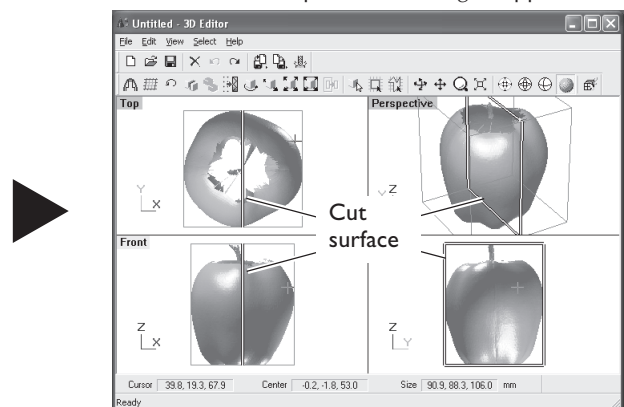 Untitled - 3D Editor
File Edit View Select Help
Top
Perspective
Y
X
Z
Cut
surface
Front
Z
X
Z
Y
Cursor 39.8, 19.3, 67.9 Center -0.2, -1.8, 53.0 Size 90.9, 88.3, 106.0 mm
Ready